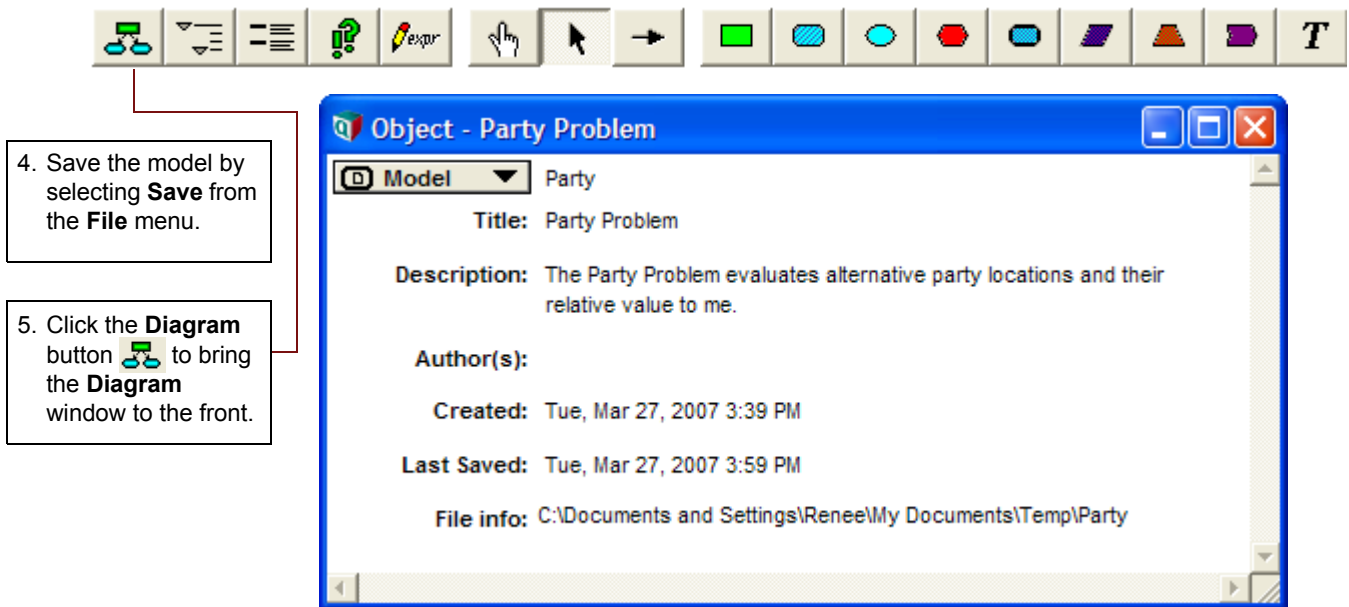 expr
T
4. Save the model by
selecting Save from
the File menu.
5. Click the Diagram
button to bring
the Diagram
window to the front.
Object - Party Problem
D Model Party
Title: Party Problem
Description: The Party Problem evaluates alternative party locations and their
relative value to me.
Author(s):
Created: Tue, Mar 27, 2007 3:39 PM
Last Saved: Tue, Mar 27, 2007 3:59 PM
File info: C:\Documents and Settings\Renee\My Documents\Temp\Party